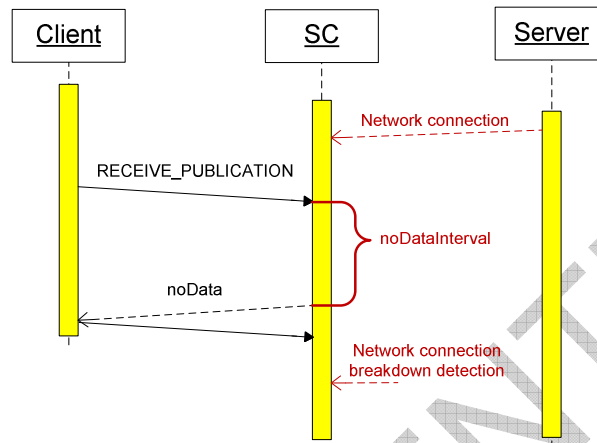 Client
SC
Server
Network connection
RECEIVE_PUBLICATION
noDataInterval
noData
Network connection
breakdown detection